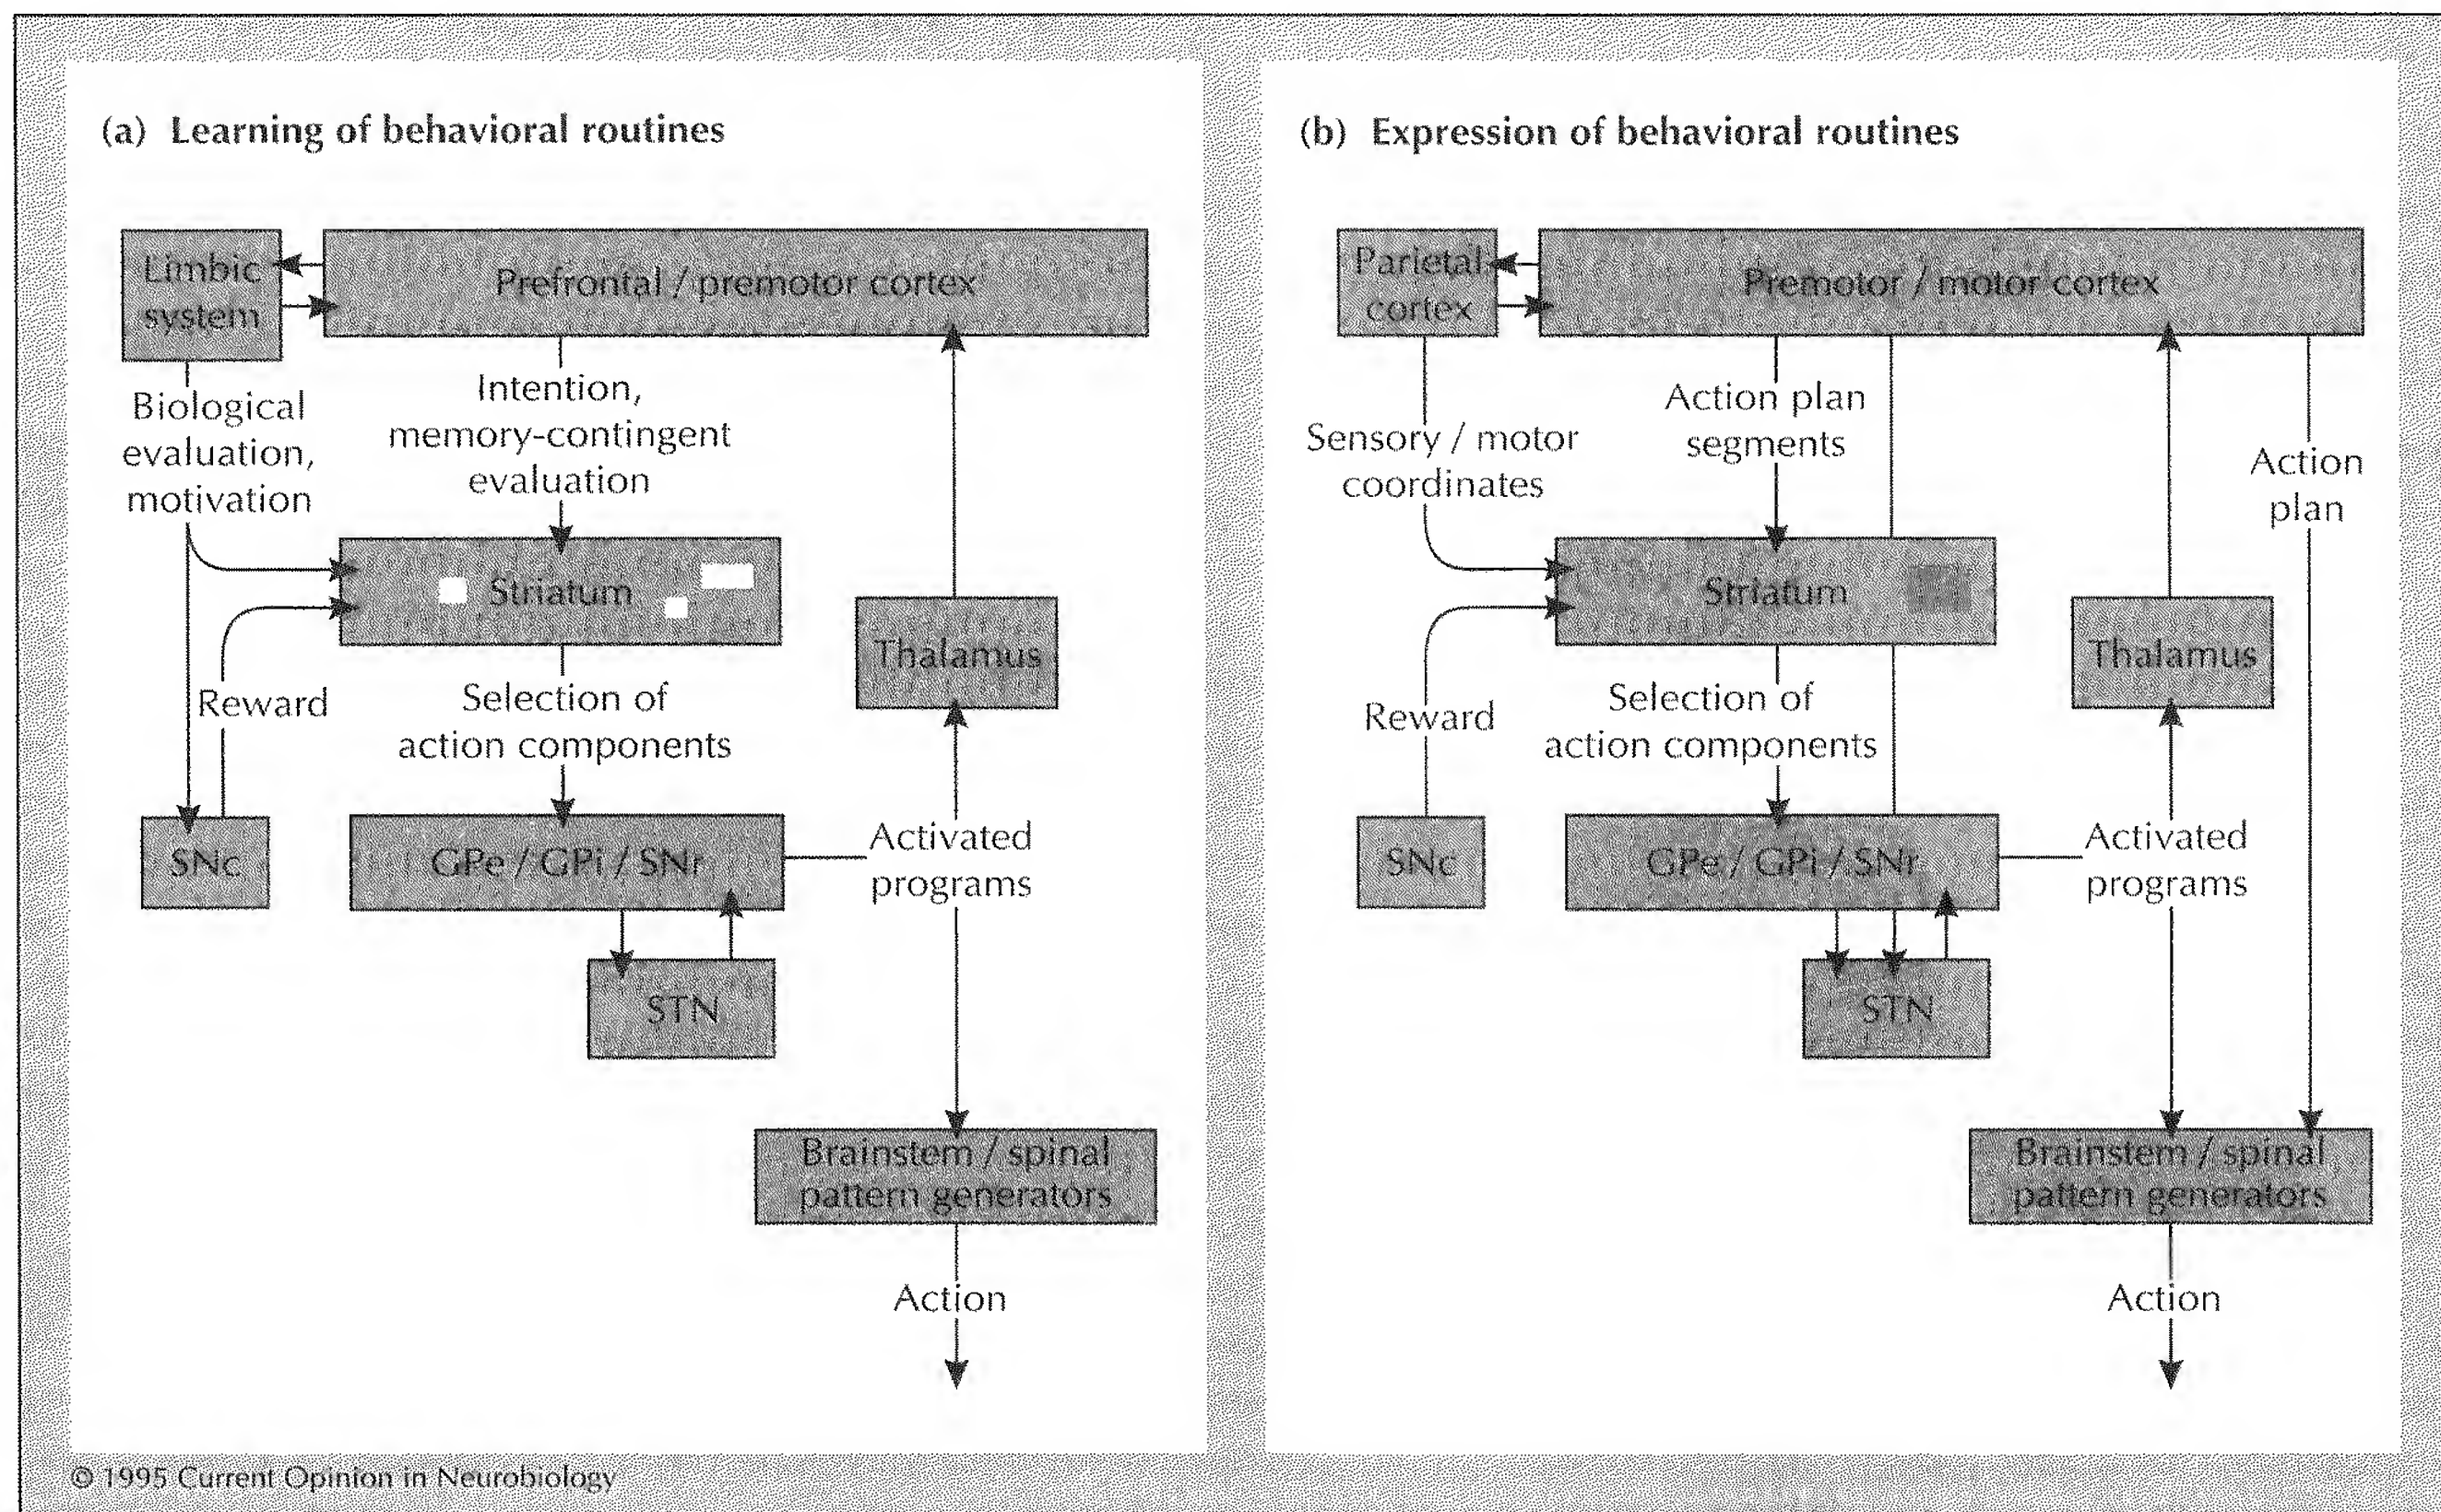 (a) Learning of behavioral routines
Limbic
system
Prefrontal / premotor cortex
Biological
evaluation,
motivation
Intention,
memory-contingent
evaluation
Striatum
Thalamus
Reward
Selection of
action components
SNc
GPe / GPi / SNr
Activated
programs
STN
Brainstem / spinal
pattern generators
Action
(b) Expression of behavioral routines
Parietal
cortex
Premotor / motor cortex
Action plan
segments
Sensory / motor
coordinates
Action
plan
Striatum
Thalamus
Reward
Selection of
action components
SNc
GPe / GPi / SNr
Activated
programs
STN
Brainstem / spinal
pattern generators
Action
© 1995 Current Opinion in Neurobiology